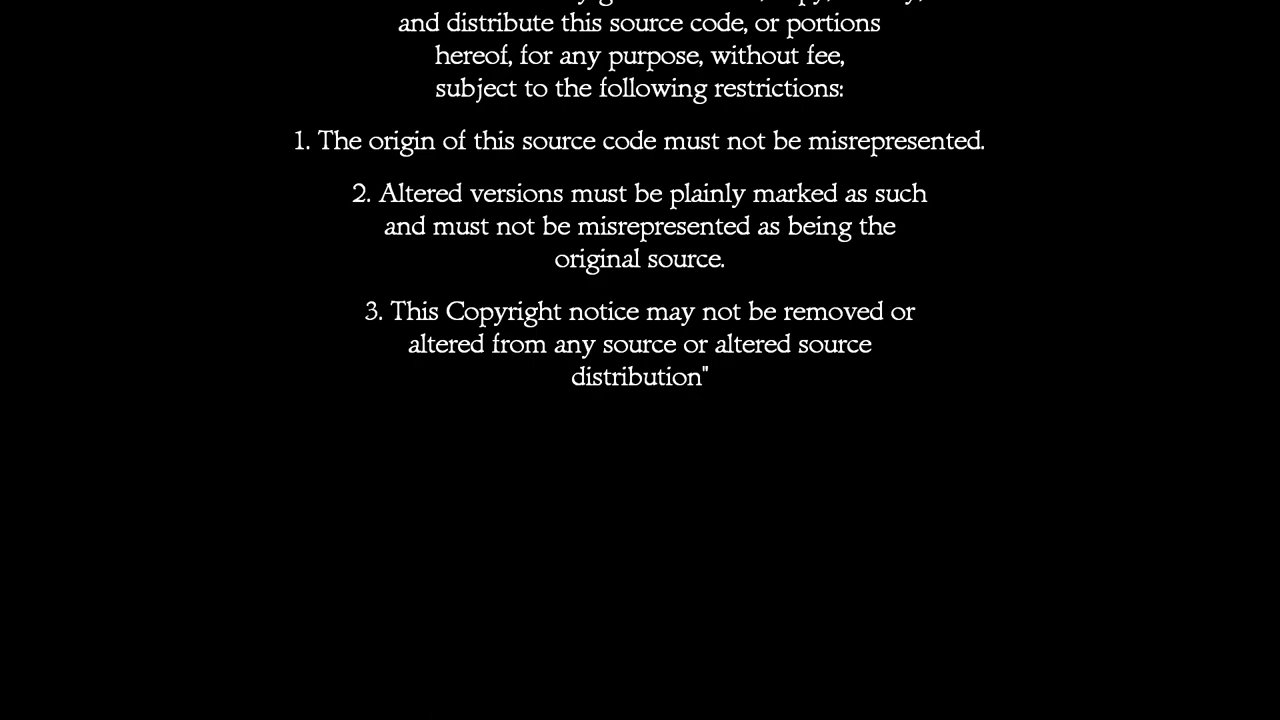 and distribute this source code, or portions
hereof, for any purpose, without fee,
subject to the following restrictions:
1. The origin of this source code must not be misrepresented.
2. Altered versions must be plainly marked as such
and must not be misrepresented as being the
original source.
3. This Copyright notice may not be removed or
altered from any source or altered source
distribution"